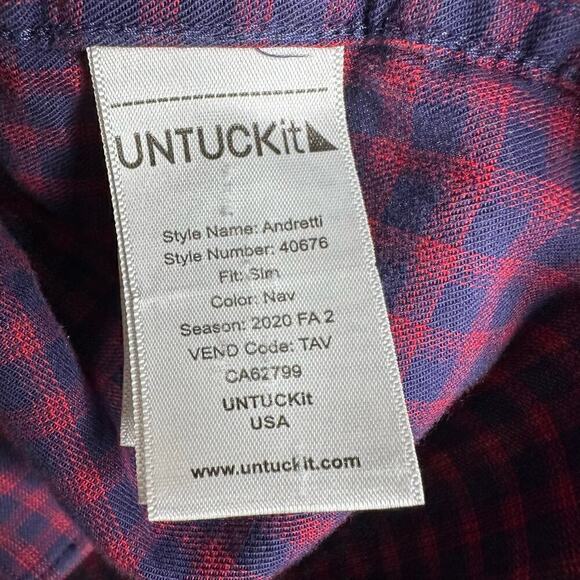 UNTUCKit
Style Name: Andretti
Style Number: 40676
Fit: Slm
Color: Nav
Season: 2020 FA 2
VEND Code: TAV
CA62799
UNTUCKit
USA
www.untuckit.com